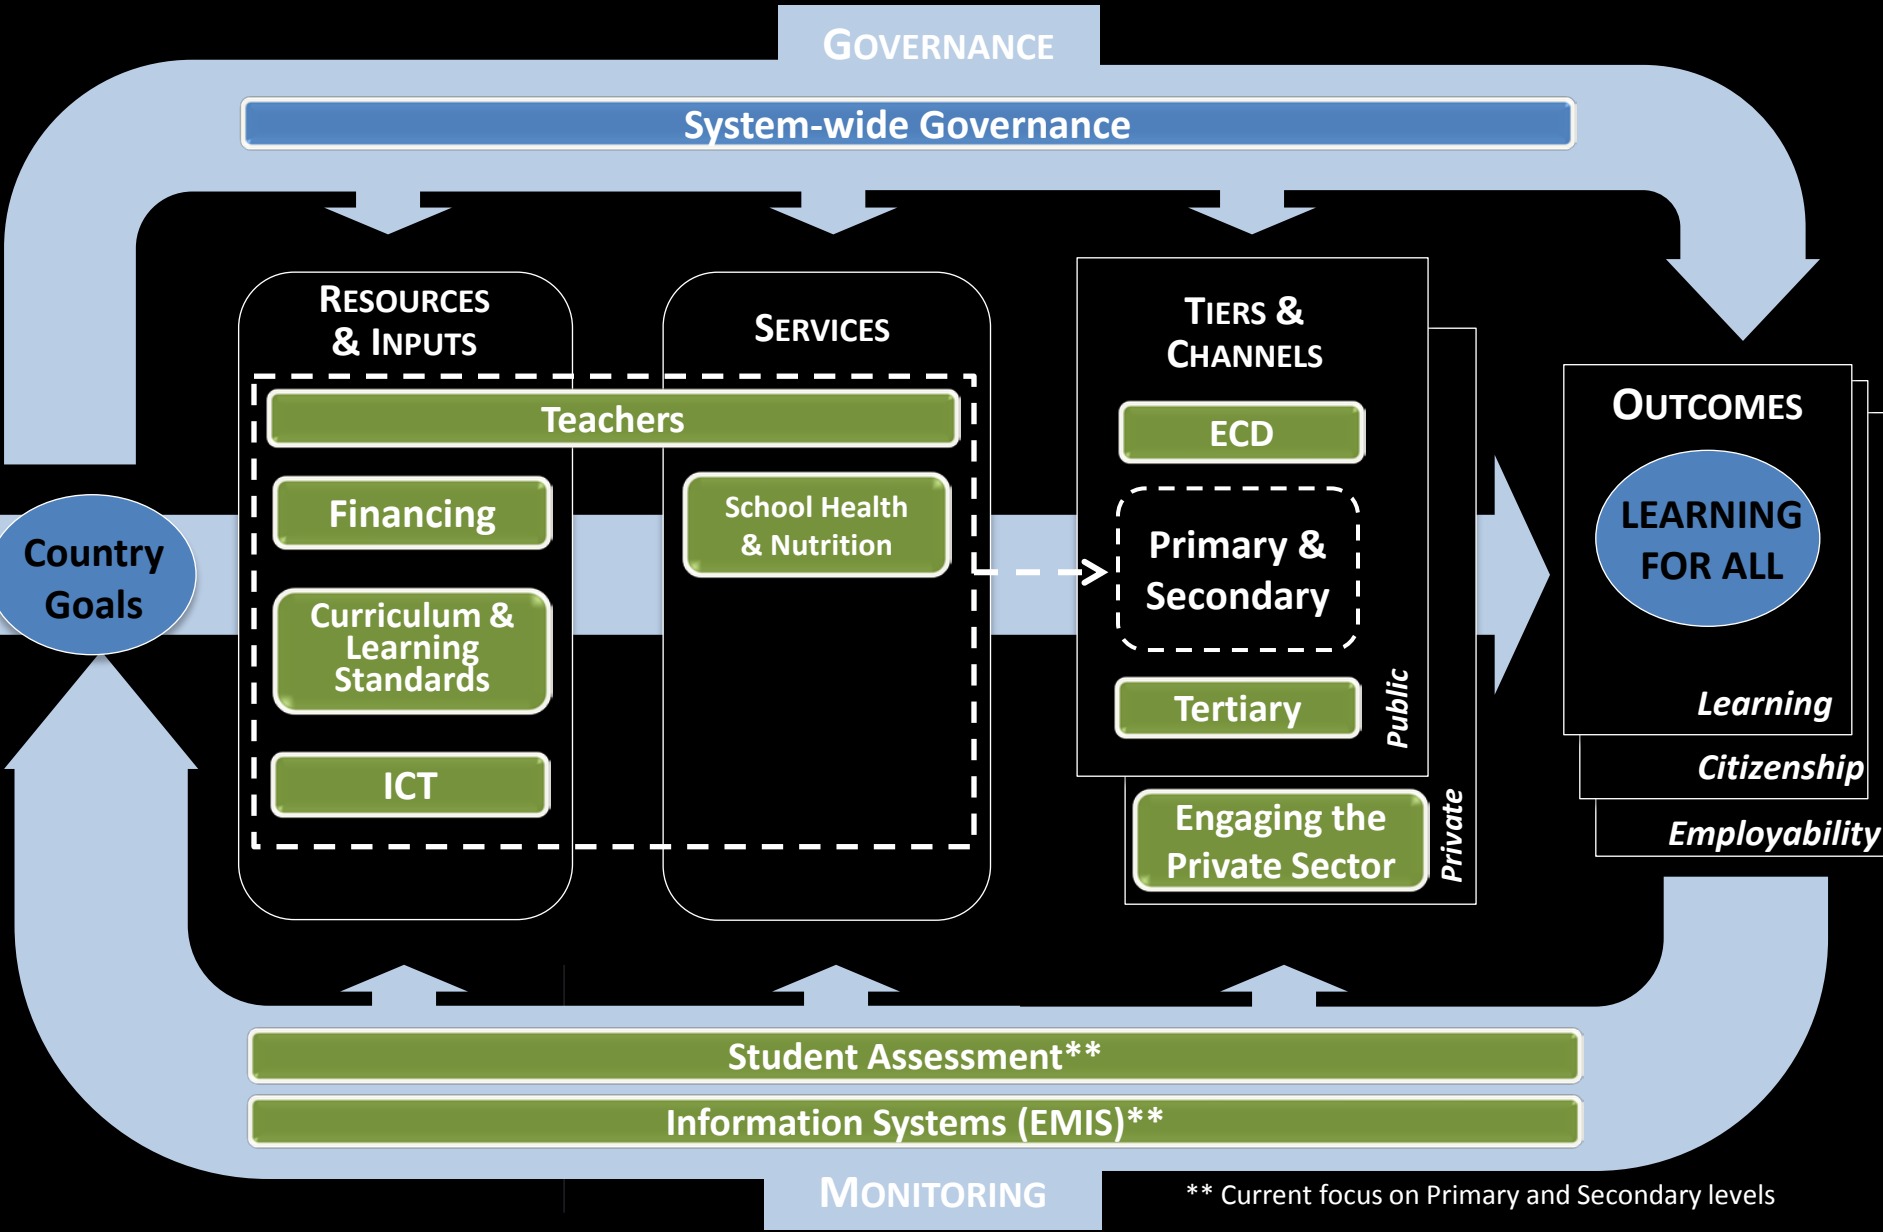 GOVERNANCE
System-wide Governance
RESOURCES
& INPUTS
SERVICES
TIERS &
CHANNELS
Teachers
Financing
Curriculum &
Learning
Standards
ICT
School Health
& Nutrition
ECD
Primary &
Secondary
Tertiary
Public
Engaging the
Private Sector
Private
Country
Goals
OUTCOMES
LEARNING
FOR ALL
Learning
Citizenship
Employability
Student Assessment**
Information Systems (EMIS)**
MONITORING
** Current focus on Primary and Secondary levels